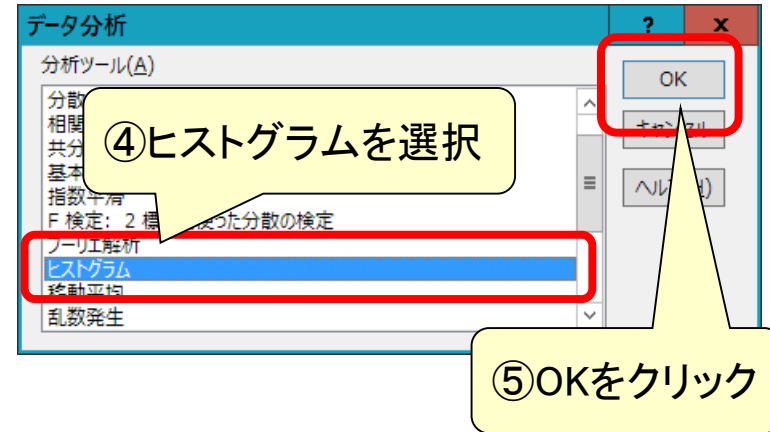 データ分析
? x
分析ツール(A)
分散
相関
共分
基本
指数平滑
F 検定: 2 標 使った分散の検定
フーリエ解析
ヒストグラム
移動平均
乱数発生
OK
キャンセル
ヘル
④ヒストグラムを選択
⑤OKをクリック